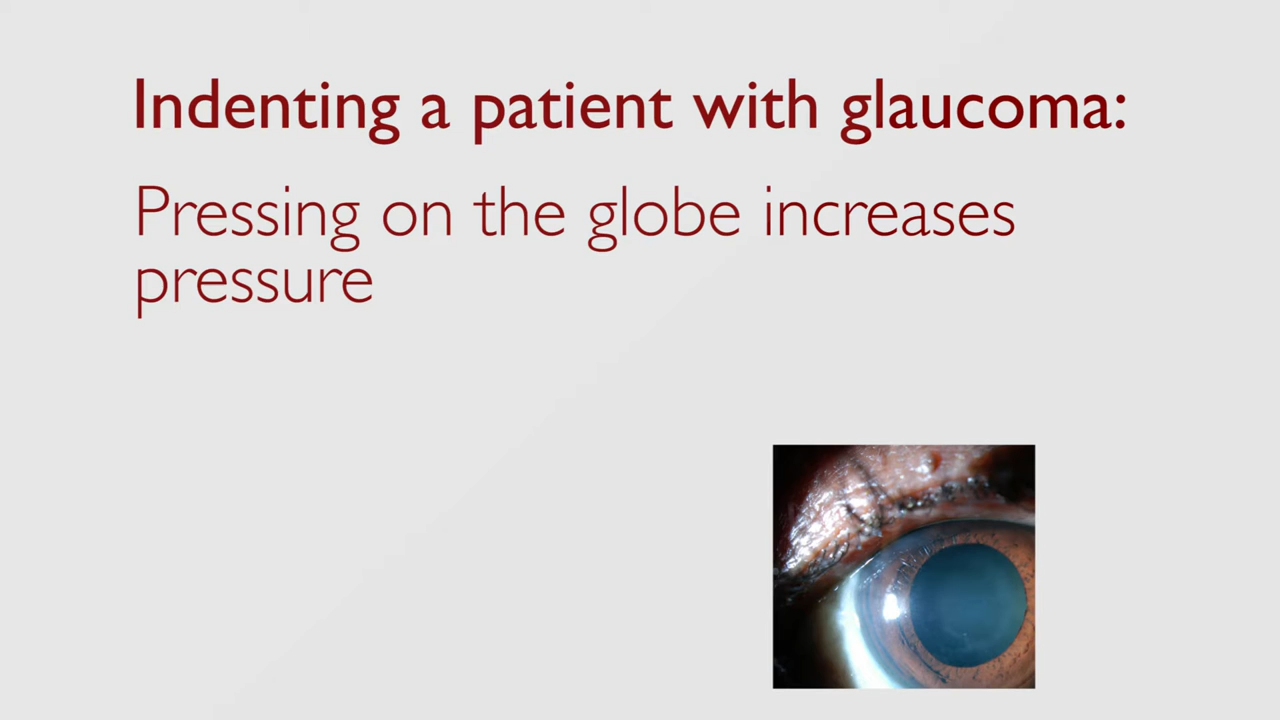 Indenting a patient with glaucoma:
Pressing on the globe increases
pressure